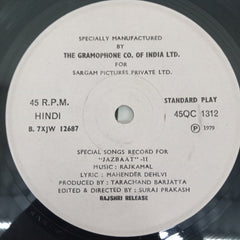 SPECIALLY MANUFACTURED
BY
THE GRAMOPHONE CO. OF INDIA LTD.
FOR
SARGAM PICTURES PRIVATE LTD.
45 R.P.M.
STANDARD PLAY
HINDI
45QC 1312
B. 7XJW 12687
Ⓟ 1979
SPECIAL SONGS RECORD FOR
"JAZBAAT"-II
MUSIC : RAJKAMAL
LYRIC : MAHENDER DEHLVI
PRODUCED BY : TARACHAND BARJATYA
EDITED & DIRECTED BY : SURAJ PRAKASH
RAJSHRI RELEASE